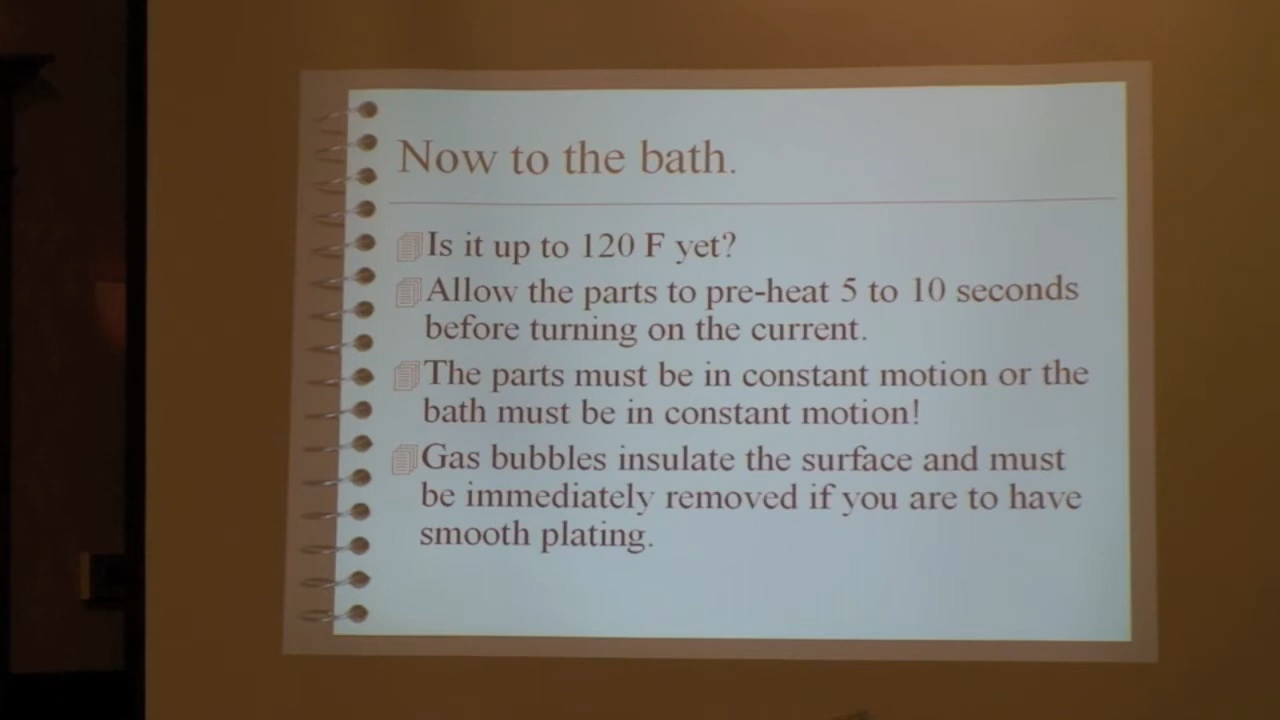 Now to the bath.
Is it up to 120 F yet?
Allow the parts to pre-heat 5 to 10 seconds
before turning on the current.
The parts must be in constant motion or the
bath must be in constant motion!
Gas bubbles insulate the surface and must
be immediately removed if you are to have
smooth plating.